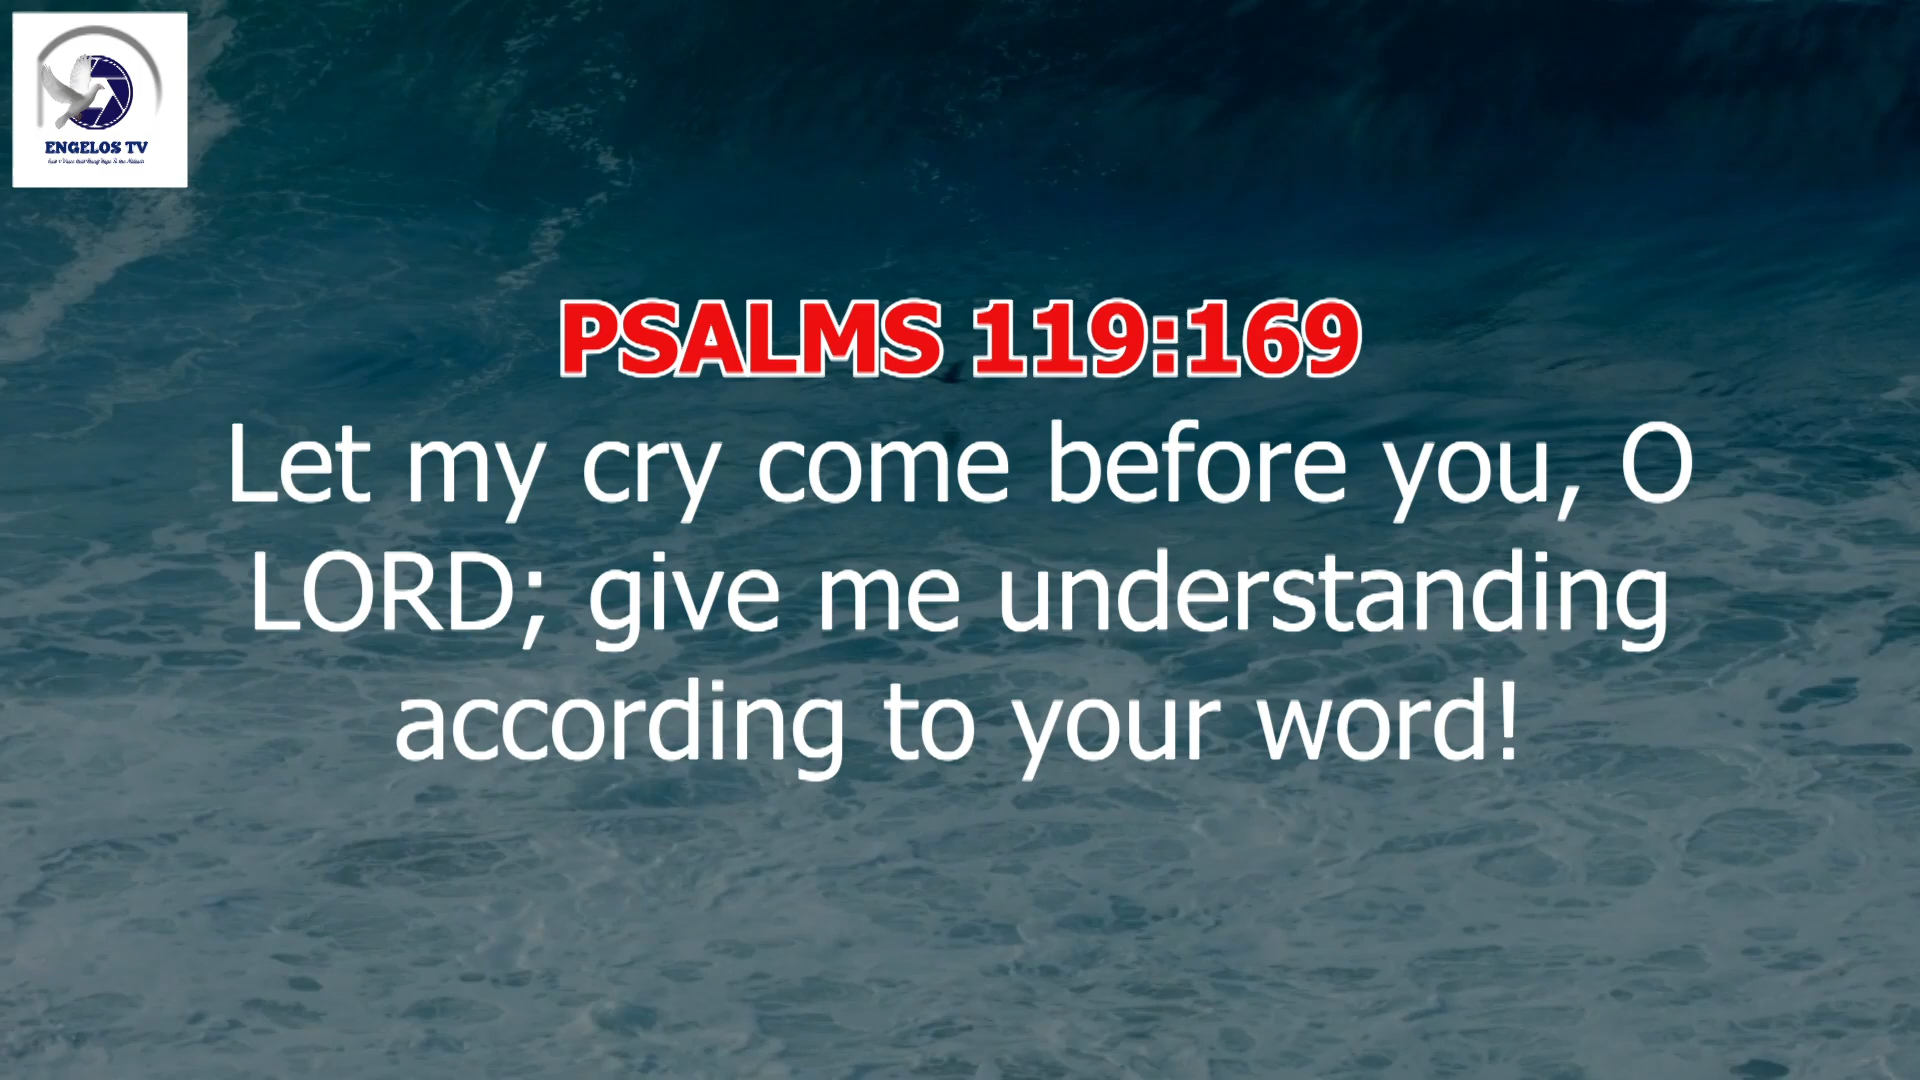 ENGELOS TV
PSALMS 119:169
Let my cry come before you, O
LORD; give me understanding
according to your word!